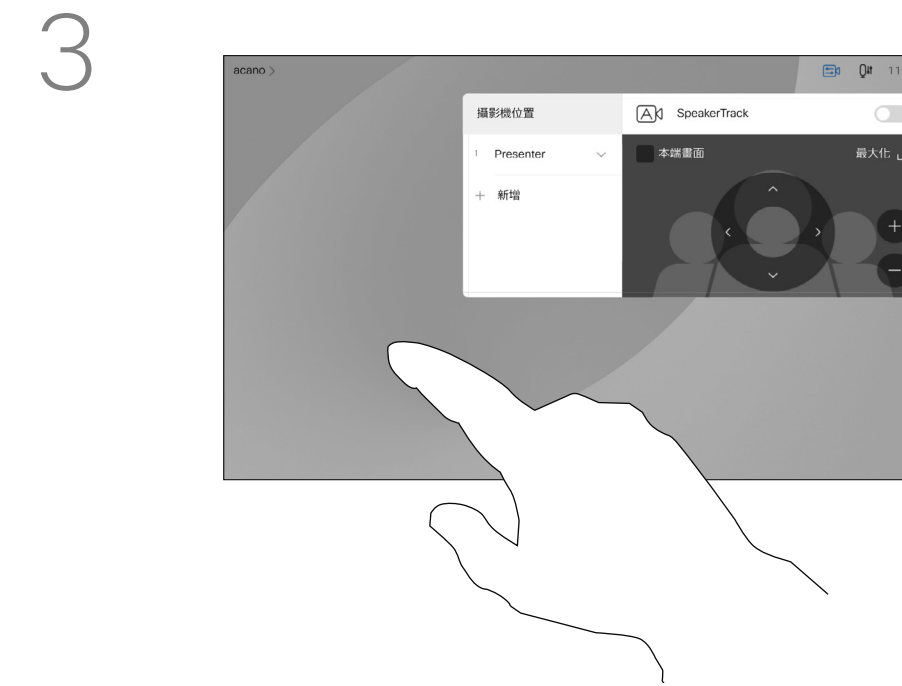 3
acano >
11
攝影機位置
SpeakerTrack
1 Presenter
本端畫面
最大化
+ 新增